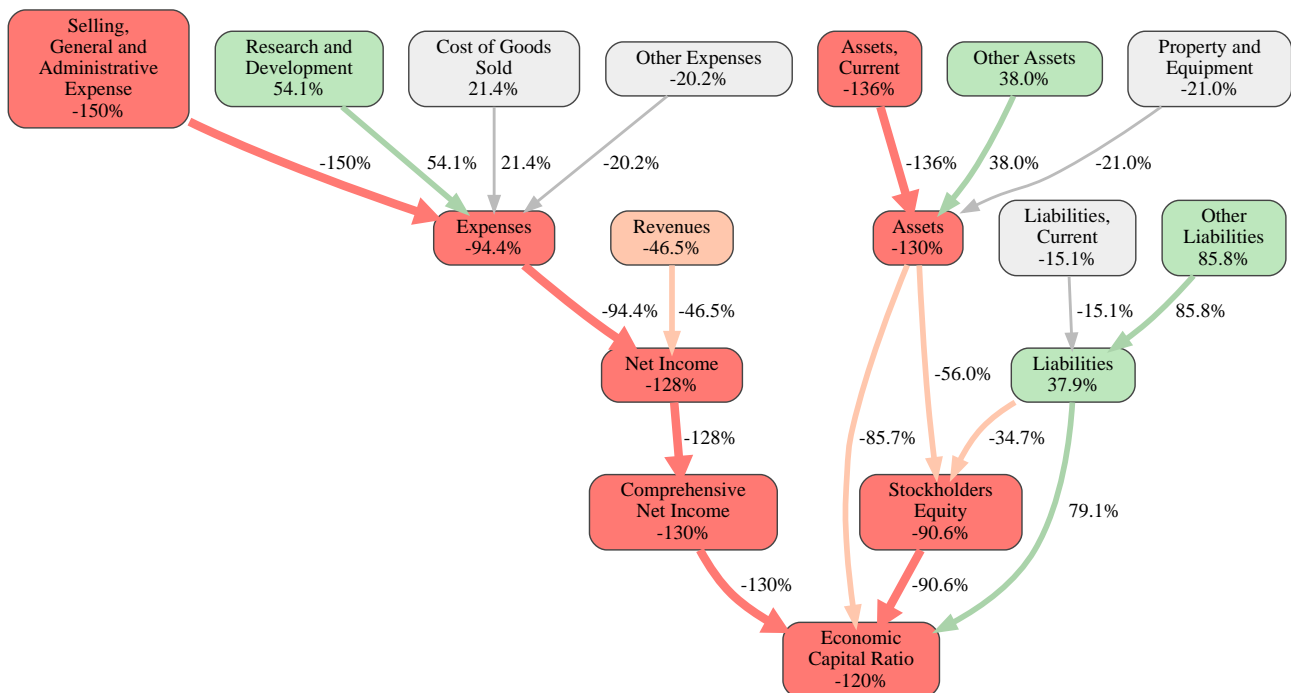 Selling,
General and
Administrative
Expense
-150%
Research and
Development
54.1%
Cost of Goods
Sold
21.4%
Other Expenses
-20.2%
Assets,
Current
-136%
Other Assets
38.0%
Property and
Equipment
-21.0%
-150%
54.1%
21.4%
-20.2%
-136%
38.0%
-21.0%
Expenses
-94.4%
Revenues
-46.5%
Assets
-130%
Liabilities,
Current
-15.1%
Other
Liabilities
85.8%
-94.4%
-46.5%
-15.1%
85.8%
Net Income
-128%
-56.0%
Liabilities
37.9%
-128%
-85.7%
-34.7%
Comprehensive
Net Income
-130%
Stockholders
Equity
-90.6%
79.1%
-130%
-90.6%
Economic
Capital Ratio
-120%